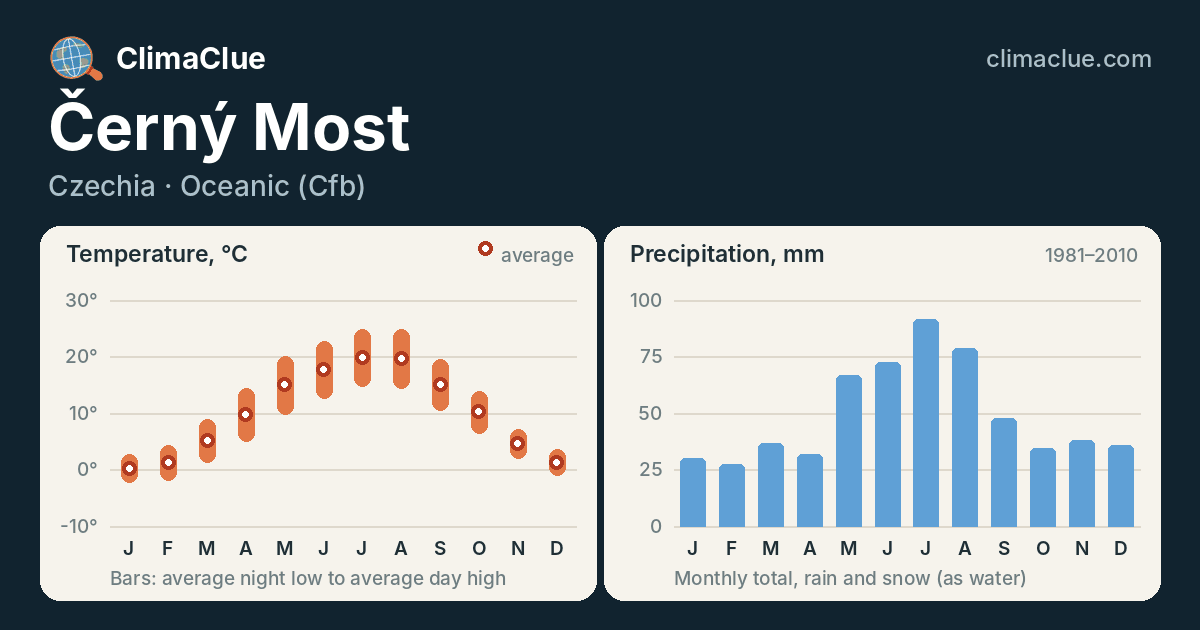 ClimaClue
climaclue.com
Černý Most
Czechia · Oceanic (Cfb)
Temperature, °C
average
30°
20°
10°
0°
-10°
J F M A M J J A S O N D
Bars: average night low to average day high
Precipitation, mm
1981–2010
100
75
50
25
0
J F M A M J J A S O N D
Monthly total, rain and snow (as water)